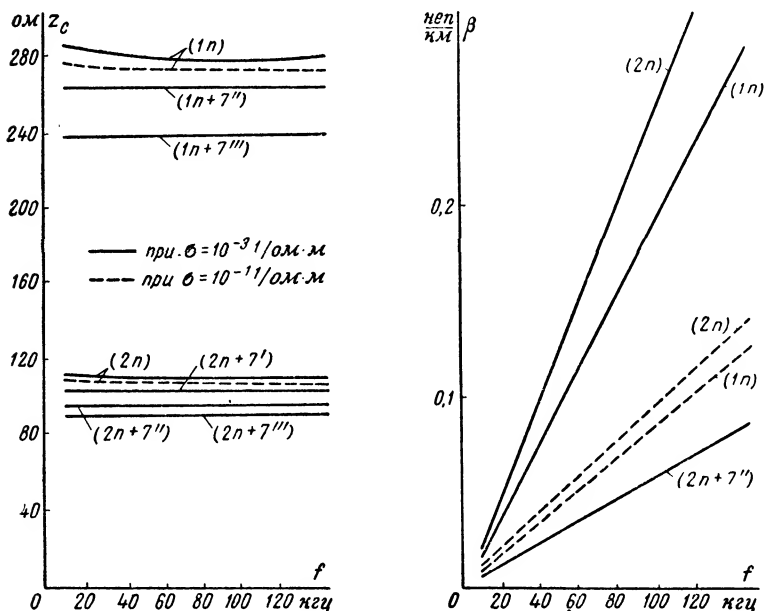 ом Zc
280
240
200
160
120
80
40
0
20
40
60
80
100
120
кгц
f
(1п)
(1п+7")
(1п+7''')
при σ=10⁻³ 1/ом·м
при σ=10⁻¹ 1/ом·м
(2п)
(2п+7')
(2п+7")
(2п+7''')
неп/км β
0,2
0,1
0
20
40
60
80
100
120
кгц
f
(2п)
(1п)
(2п)
(1п)
(2п+7")